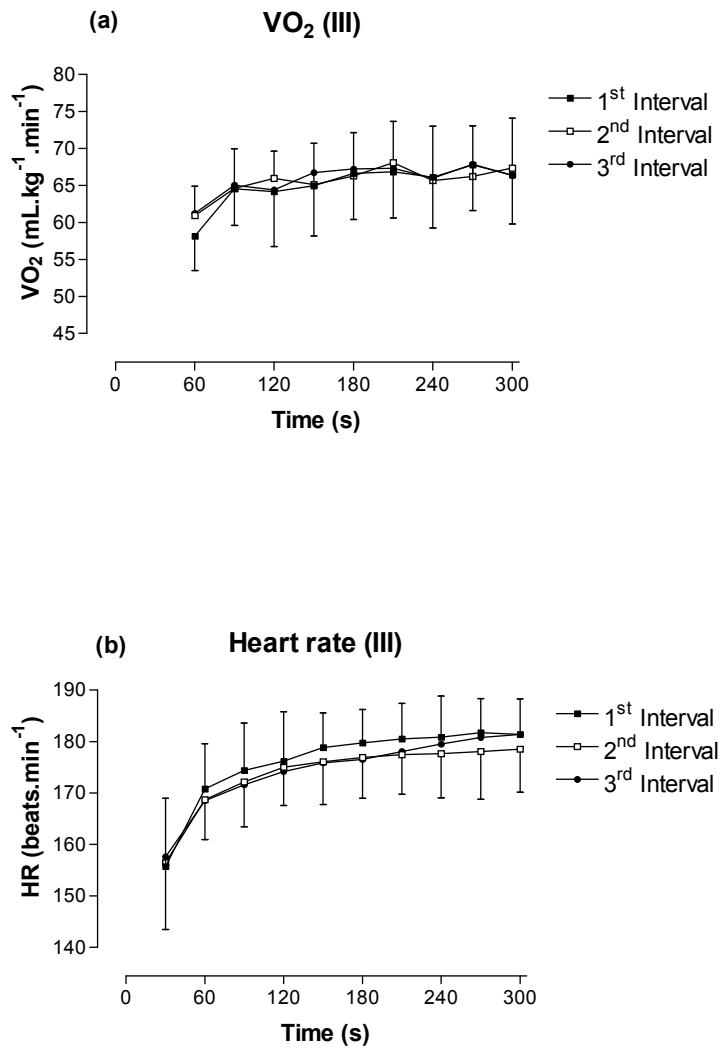 (a) VO₂ (III)
80
75
70
65
60
55
50
45
VO₂ (mL.kg⁻¹.min⁻¹)
0 60 120 180 240 300
Time (s)
1st Interval
2nd Interval
3rd Interval
(b) Heart rate (III)
190
180
170
160
150
140
HR (beats.min⁻¹)
0 60 120 180 240 300
Time (s)
1st Interval
2nd Interval
3rd Interval